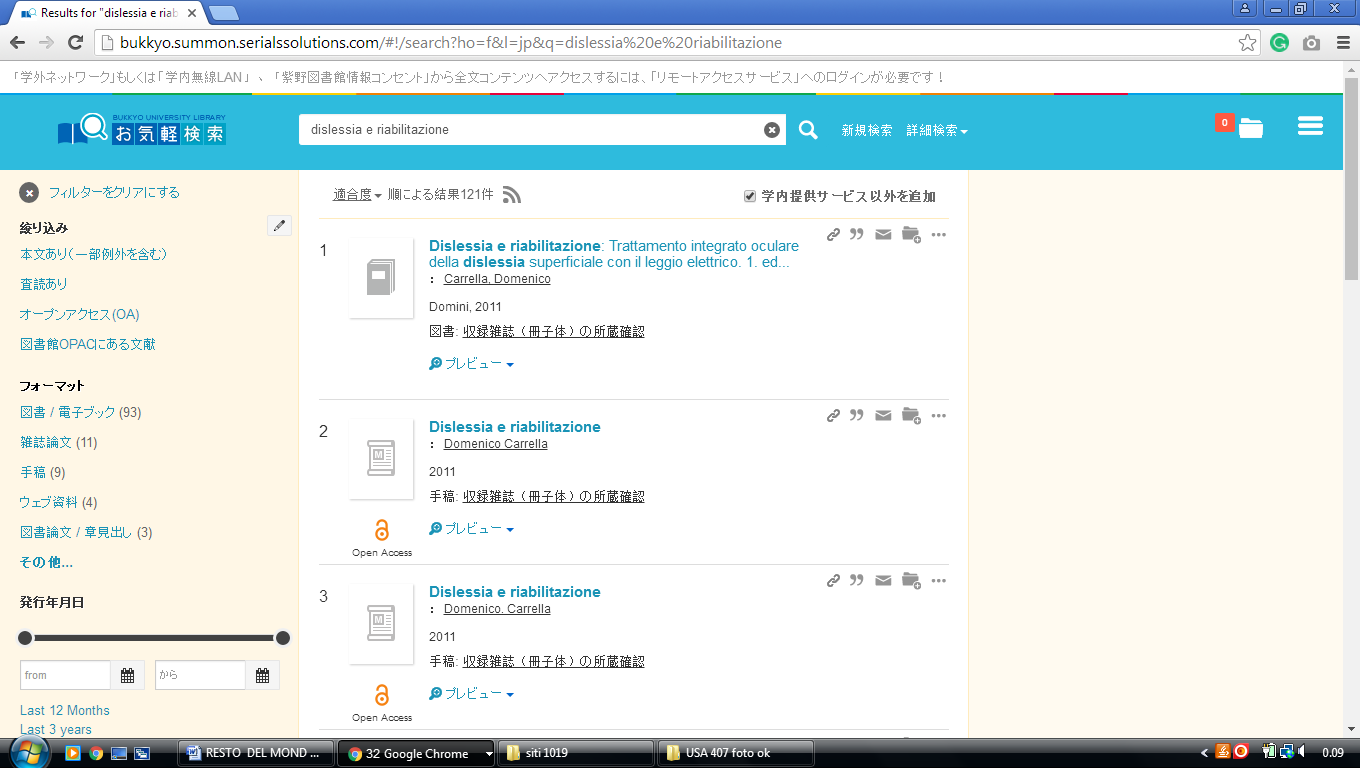 Results for "dislessia e riab
bukkyo.summon.serialssolutions.com/#!/search?ho=f&l=jp&q=dislessia%20e%20riabilitazione
「学外ネットワーク」もしくは「学内無線LAN」、「紫野図書館情報コンセント」から全文コンテンツへアクセスするには、「リモートアクセスサービス」へのログインが必要です！
BUKKYO UNIVERSITY LIBRARY
お気軽検索
dislessia e riabilitazione
新規検索 詳細検索
0
フィルターをクリアにする
絞り込み
本文あり（一部例外を含む）
査読あり
オープンアクセス(OA)
図書館OPACにある文献
フォーマット
図書 / 電子ブック (93)
雑誌論文 (11)
手稿 (9)
ウェブ資料 (4)
図書論文 / 章見出し (3)
その他...
発行年月日
from
から
Last 12 Months
Last 3 years
適合度 順による結果121件
学内提供サービス以外を追加
1
Dislessia e riabilitazione: Trattamento integrato oculare
della dislessia superficiale con il leggio elettrico. 1. ed...
: Carrella, Domenico
Domini, 2011
図書: 収録雑誌（冊子体）の所蔵確認
プレビュー
2
Dislessia e riabilitazione
: Domenico Carrella
2011
手稿: 収録雑誌（冊子体）の所蔵確認
プレビュー
Open Access
3
Dislessia e riabilitazione
: Domenico. Carrella
2011
手稿: 収録雑誌（冊子体）の所蔵確認
プレビュー
Open Access
RESTO DEL MOND ...
32 Google Chrome
siti 1019
USA 407 foto ok
0.09